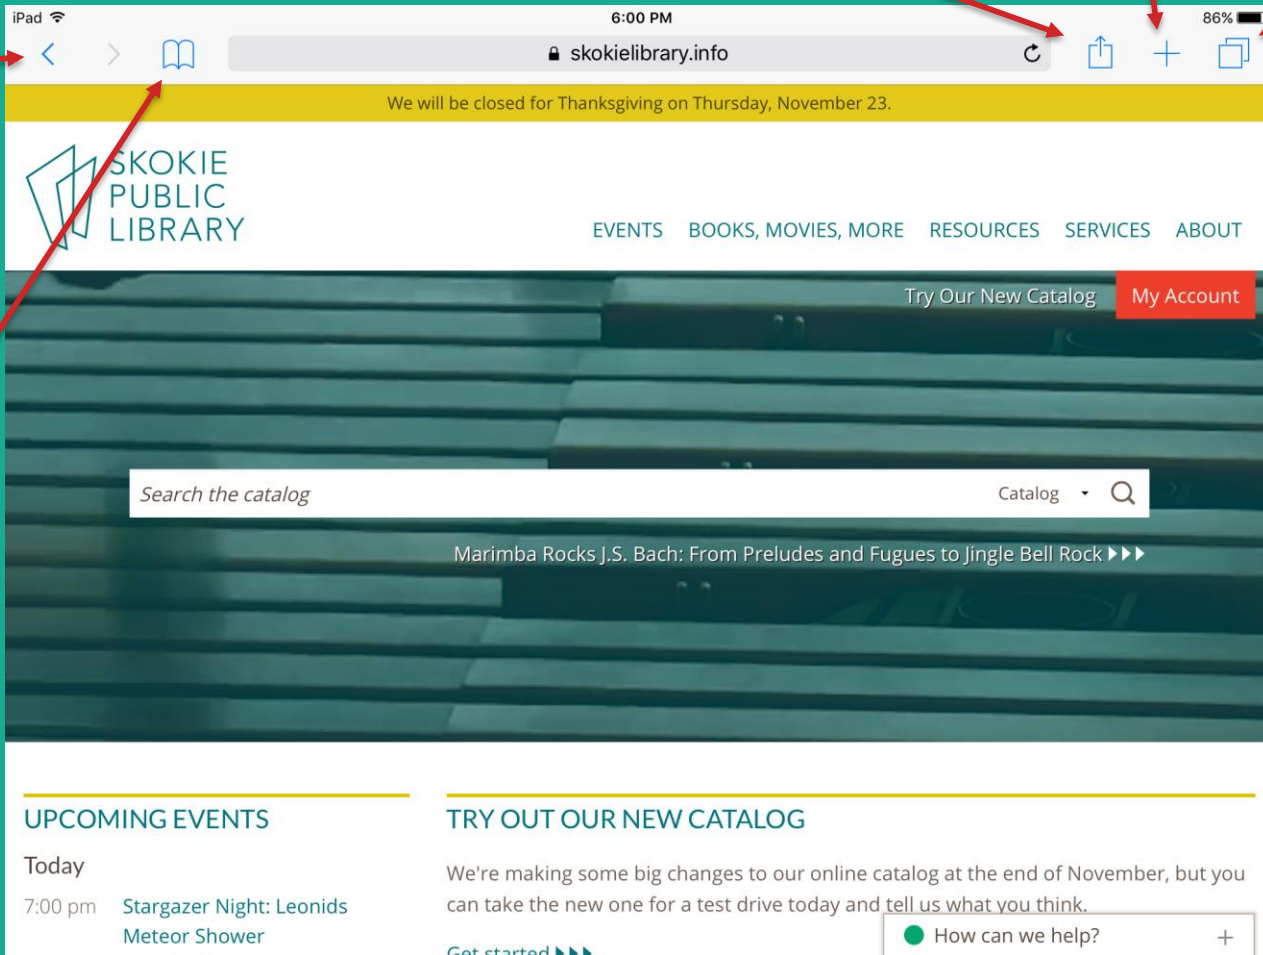 iPad 6:00 PM 86%
skokielibrary.info
We will be closed for Thanksgiving on Thursday, November 23.
SKOKIE
PUBLIC
LIBRARY
EVENTS BOOKS, MOVIES, MORE RESOURCES SERVICES ABOUT
Try Our New Catalog My Account
Search the catalog Catalog
Marimba Rocks J.S. Bach: From Preludes and Fugues to Jingle Bell Rock
UPCOMING EVENTS
Today
7:00 pm Stargazer Night: Leonids
Meteor Shower
TRY OUT OUR NEW CATALOG
We're making some big changes to our online catalog at the end of November, but you
can take the new one for a test drive today and tell us what you think.
Get started
How can we help? +